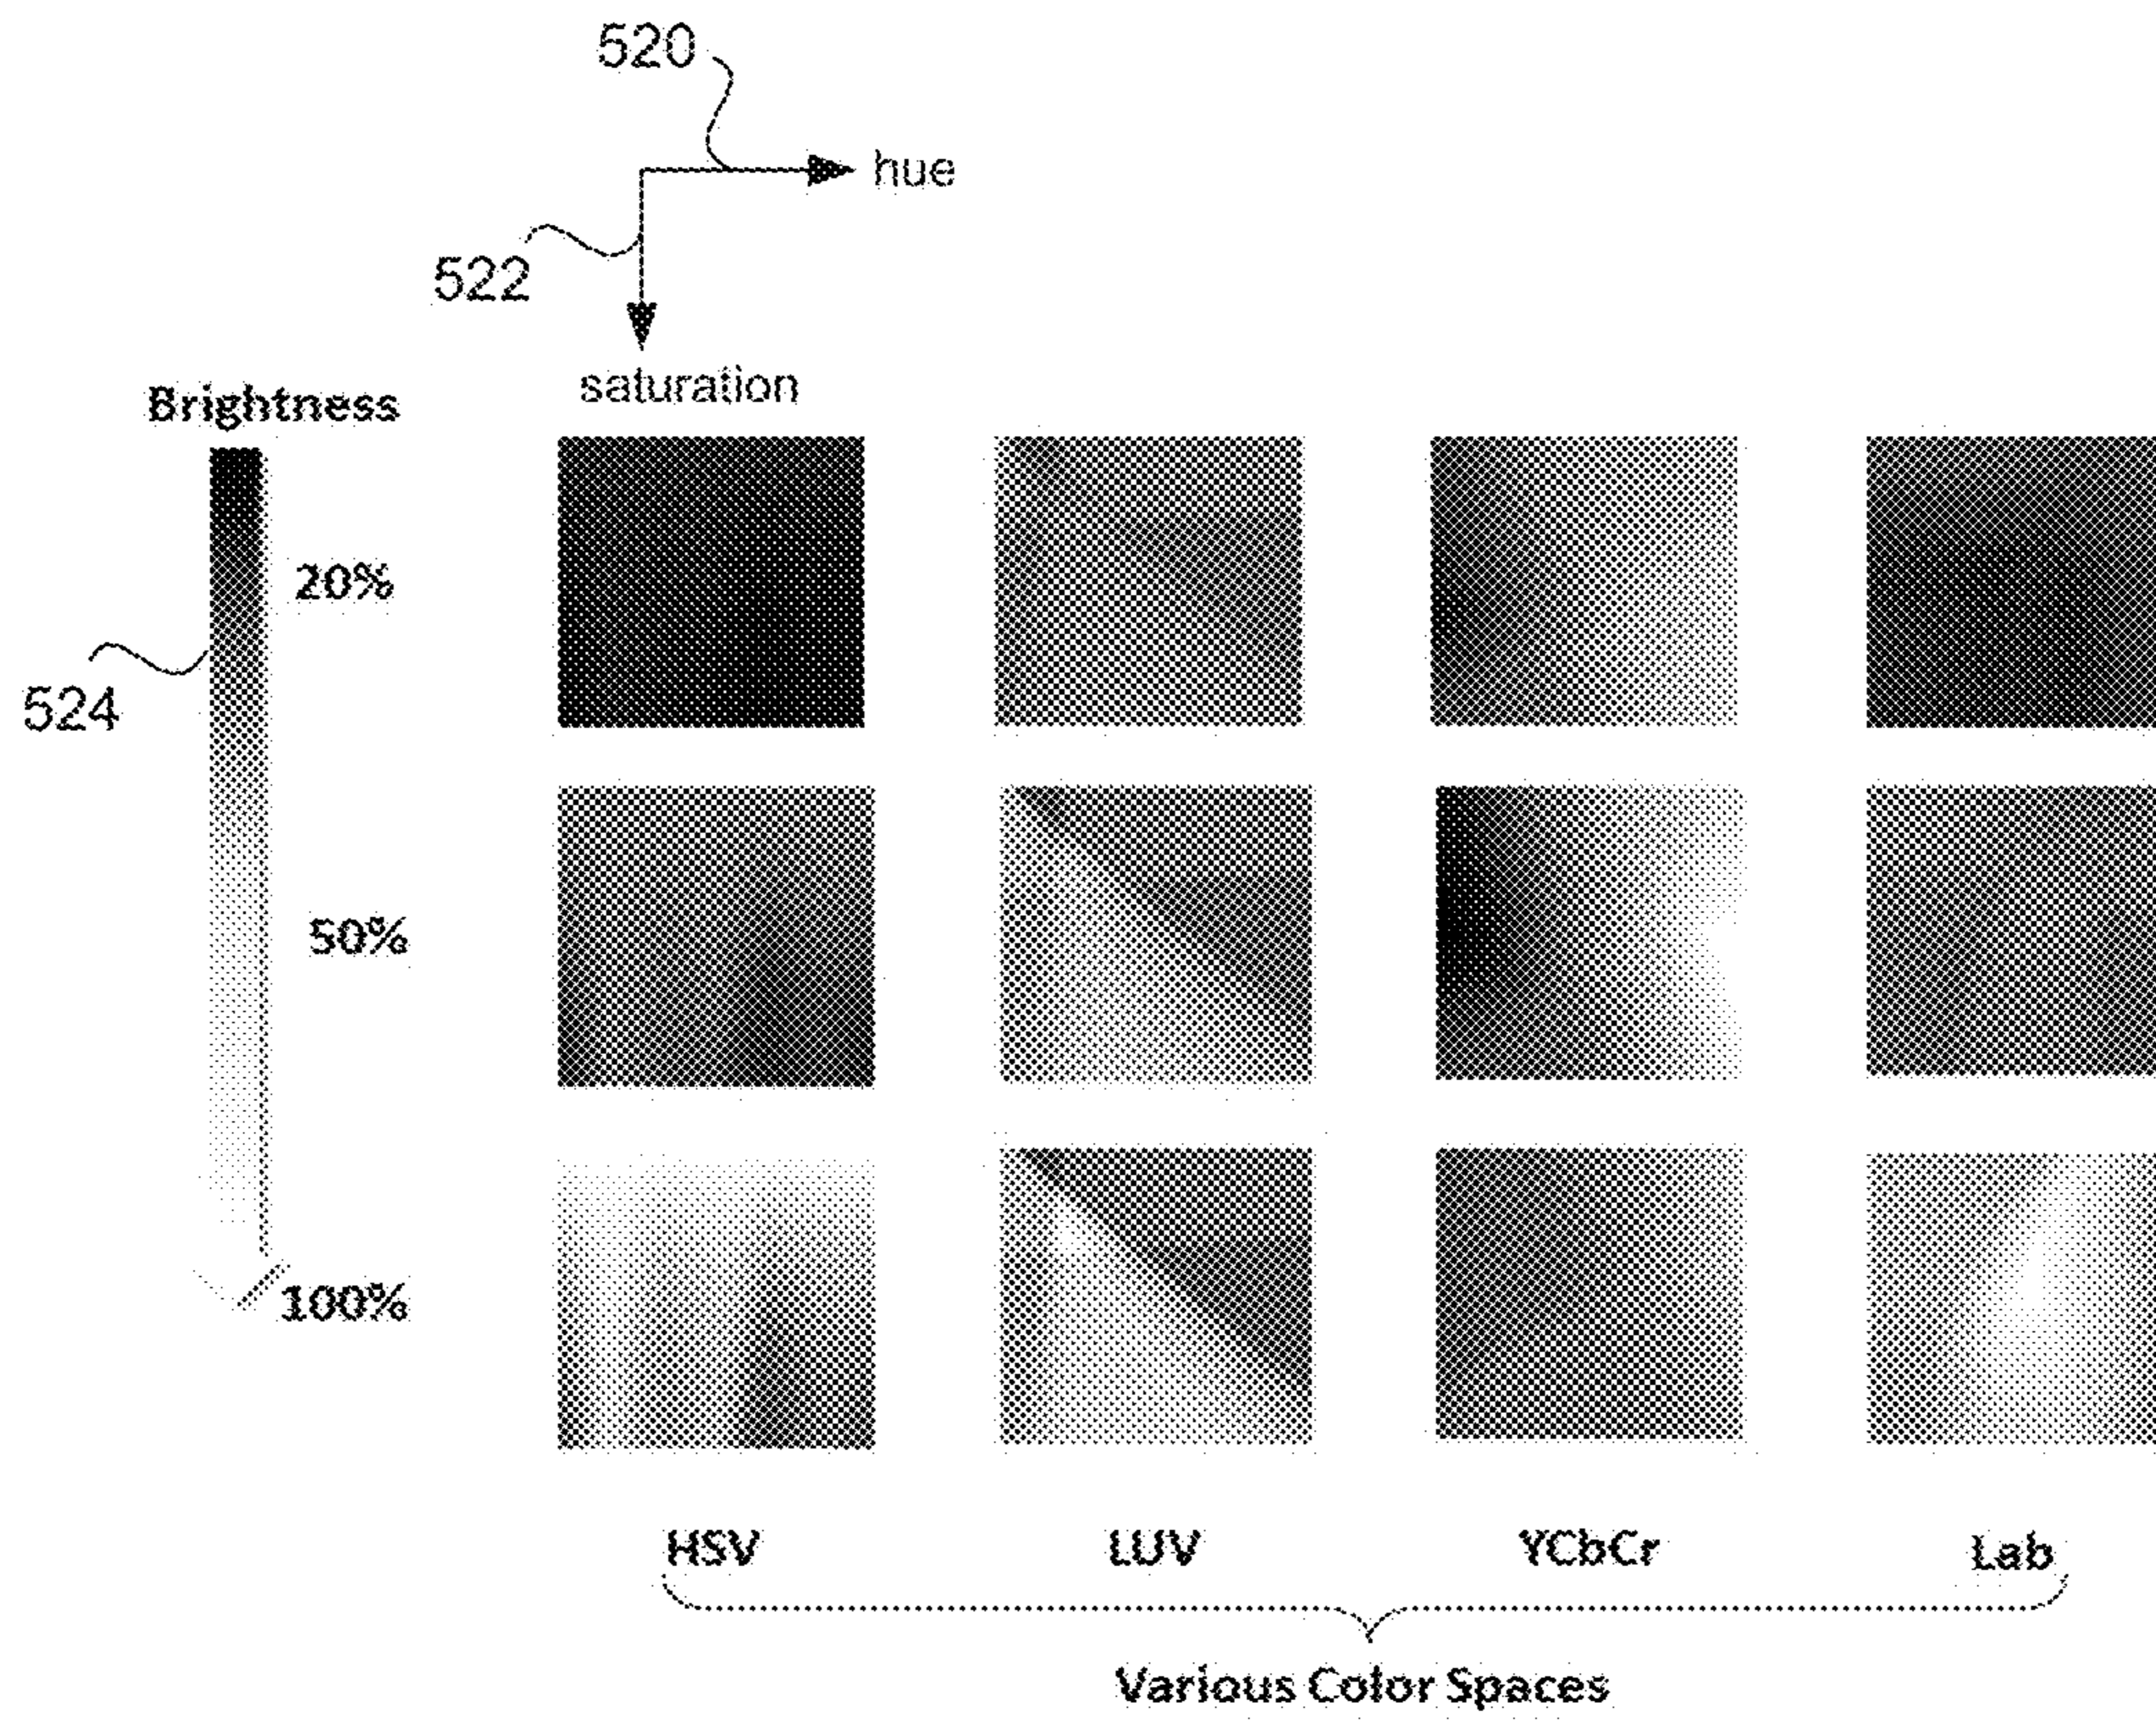 520
hue
522
saturation
Brightness
20%
524
50%
100%
HSV LUV YCbCr Lab
Various Color Spaces